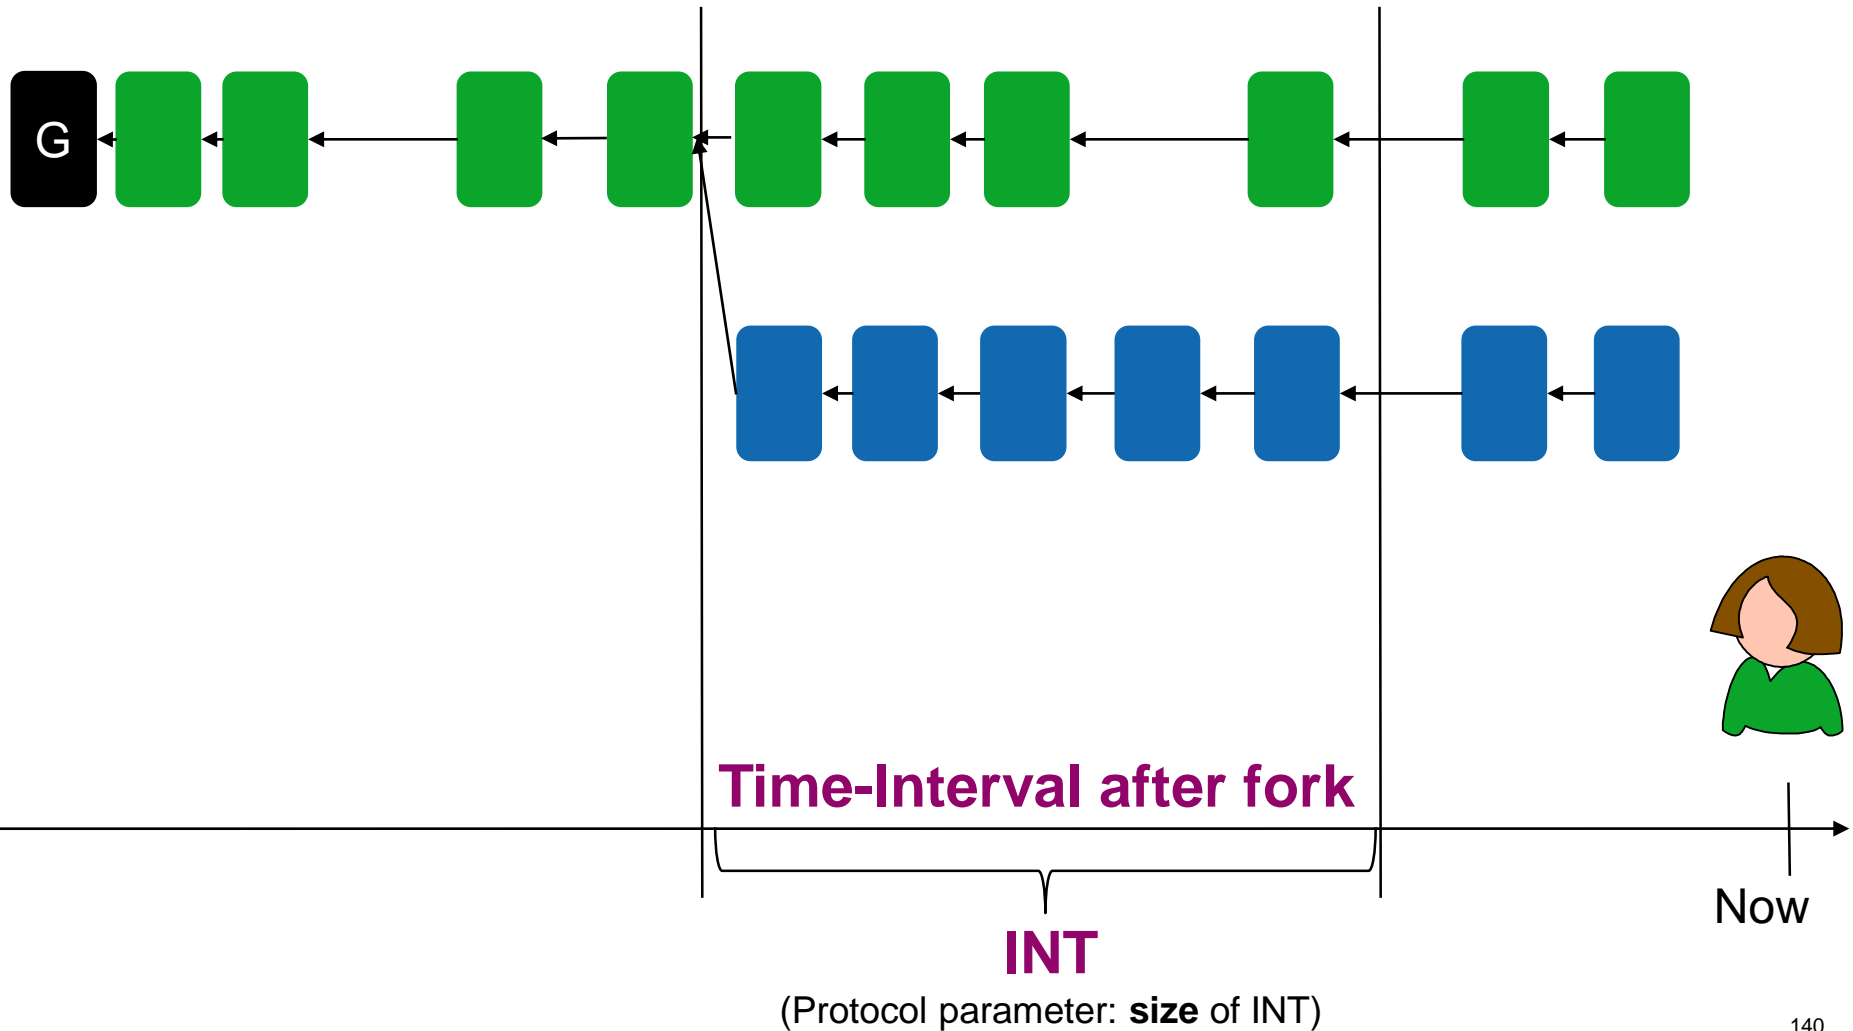 G
Time-Interval after fork
Now
INT
(Protocol parameter: size of INT)
140